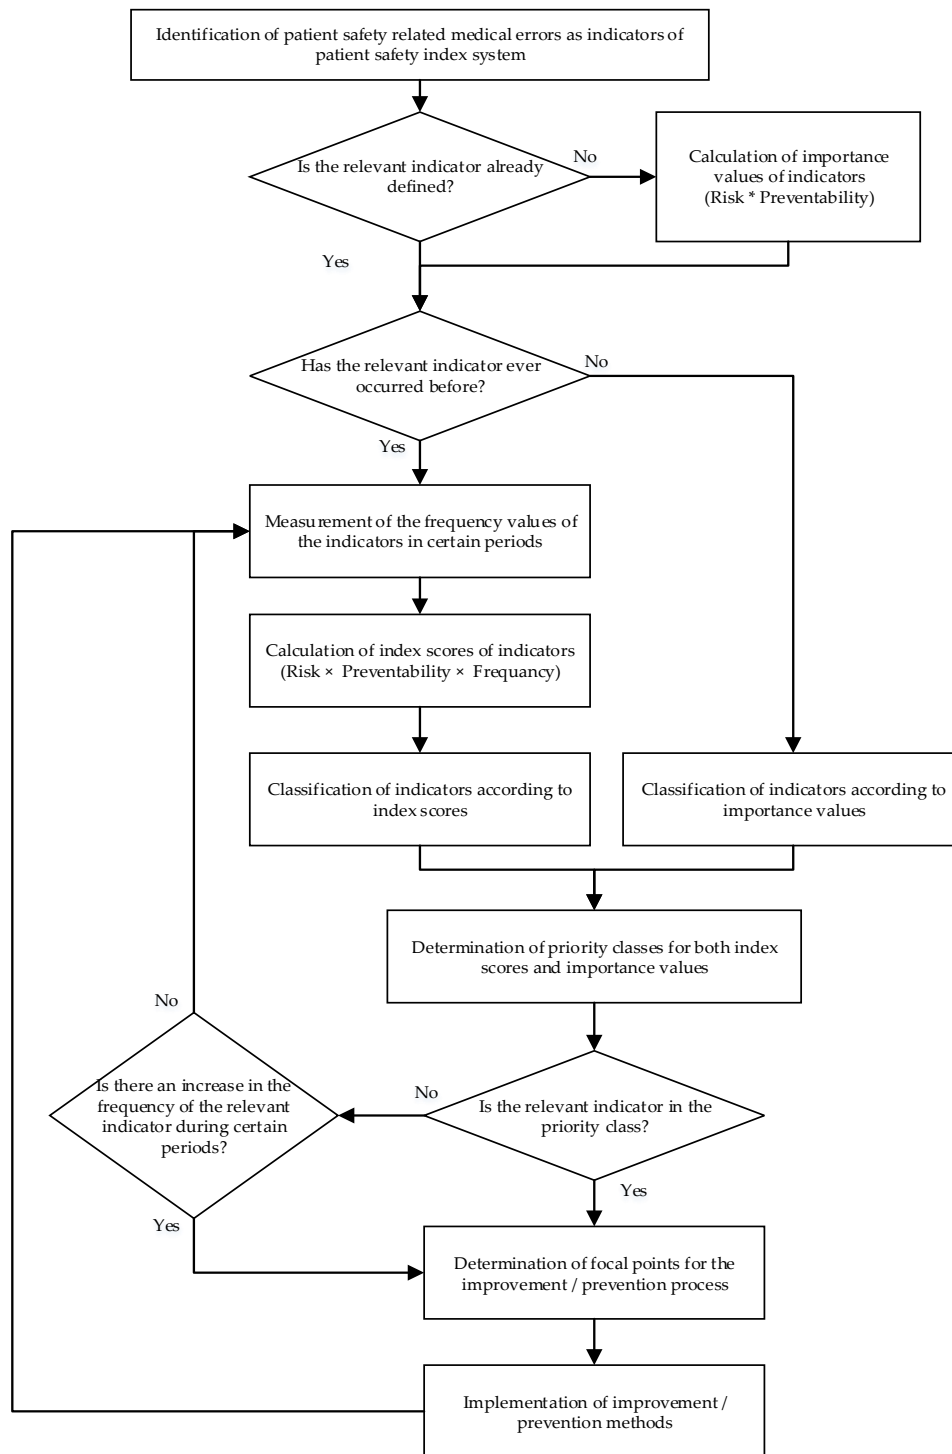 Identification of patient safety related medical errors as indicators of
patient safety index system
Is the relevant indicator already
defined?
No
Calculation of importance
values of indicators
(Risk * Preventability)
Yes
Has the relevant indicator ever
occurred before?
No
Yes
Measurement of the frequency values of
the indicators in certain periods
Calculation of index scores of indicators
(Risk × Preventability × Frequancy)
Classification of indicators according to
index scores
Classification of indicators according to
importance values
Determination of priority classes for both index
scores and importance values
No
Is there an increase in the
frequency of the relevant
indicator during certain
periods?
No
Is the relevant indicator in the
priority class?
Yes
Yes
Determination of focal points for the
improvement / prevention process
Implementation of improvement /
prevention methods